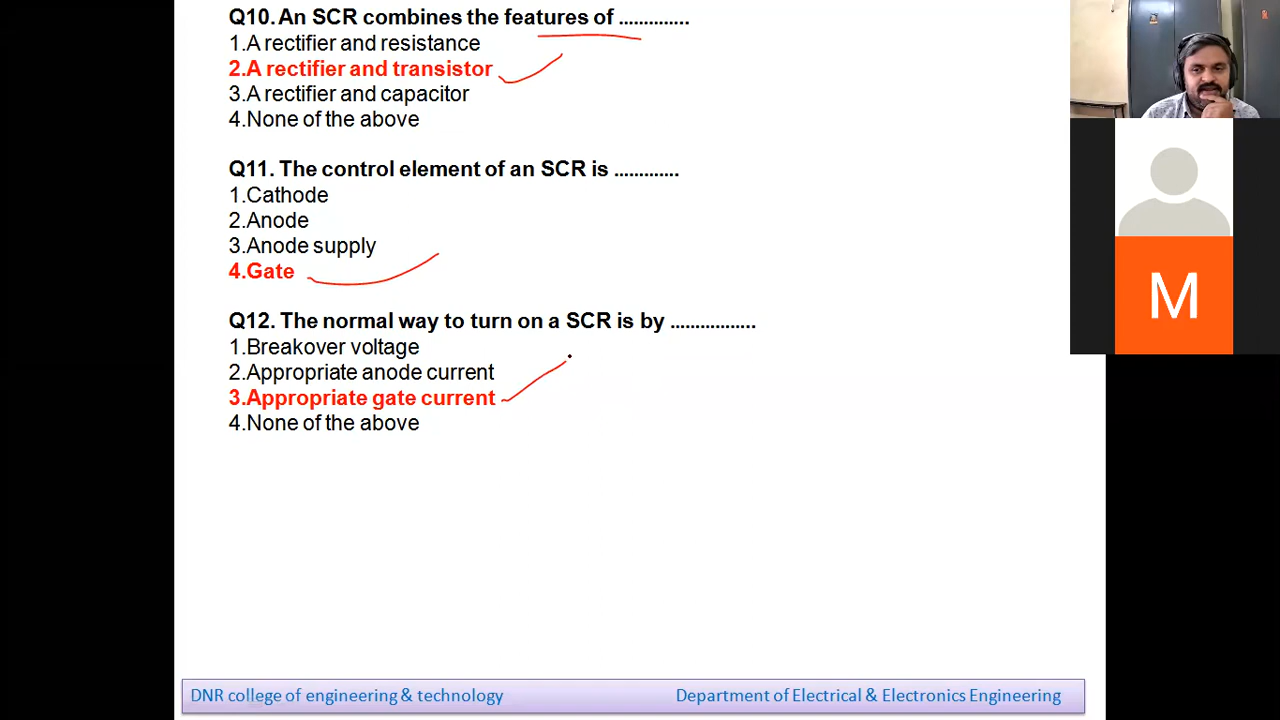 Q10. An SCR combines the features of ..............
1.A rectifier and resistance
2.A rectifier and transistor
3.A rectifier and capacitor
4.None of the above
Q11. The control element of an SCR is .............
1.Cathode
2.Anode
3.Anode supply
4.Gate
Q12. The normal way to turn on a SCR is by .................
1.Breakover voltage
2.Appropriate anode current
3.Appropriate gate current
4.None of the above
M
DNR college of engineering & technology Department of Electrical & Electronics Engineering